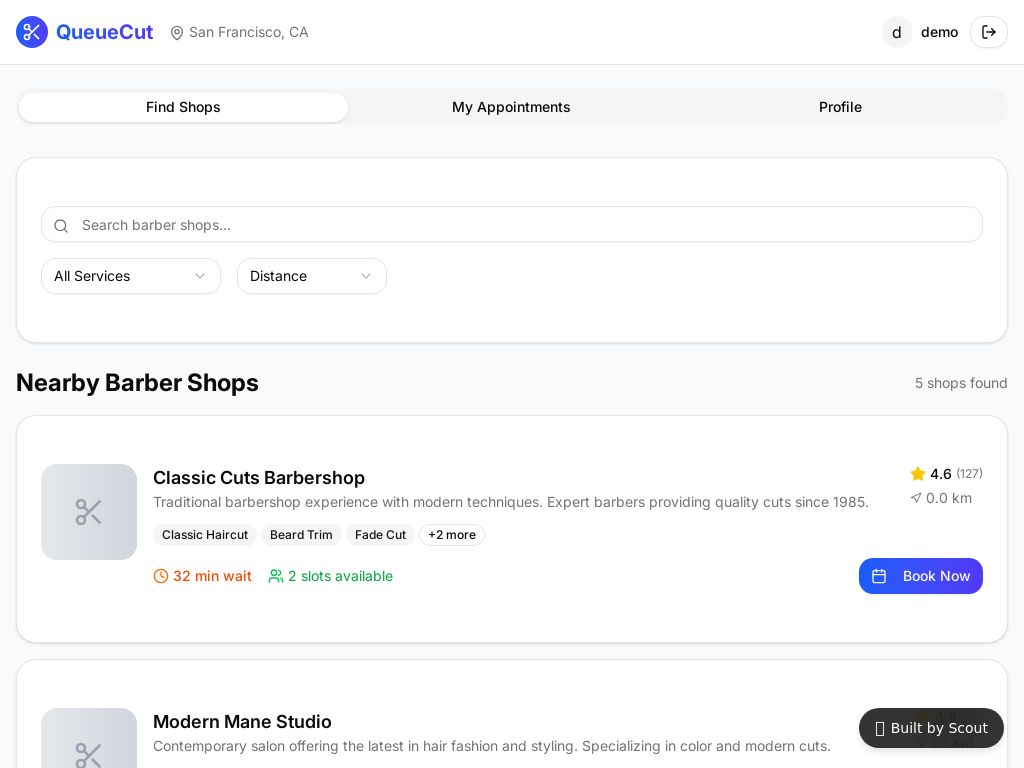 QueueCut
San Francisco, CA
d
demo
Find Shops
My Appointments
Profile
Search barber shops...
All Services
Distance
Nearby Barber Shops
5 shops found
Classic Cuts Barbershop
4.6 (127)
Traditional barbershop experience with modern techniques. Expert barbers providing quality cuts since 1985.
0.0 km
Classic Haircut
Beard Trim
Fade Cut
+2 more
32 min wait
2 slots available
Book Now
Modern Mane Studio
Contemporary salon offering the latest in hair fashion and styling. Specializing in color and modern cuts.
Built by Scout